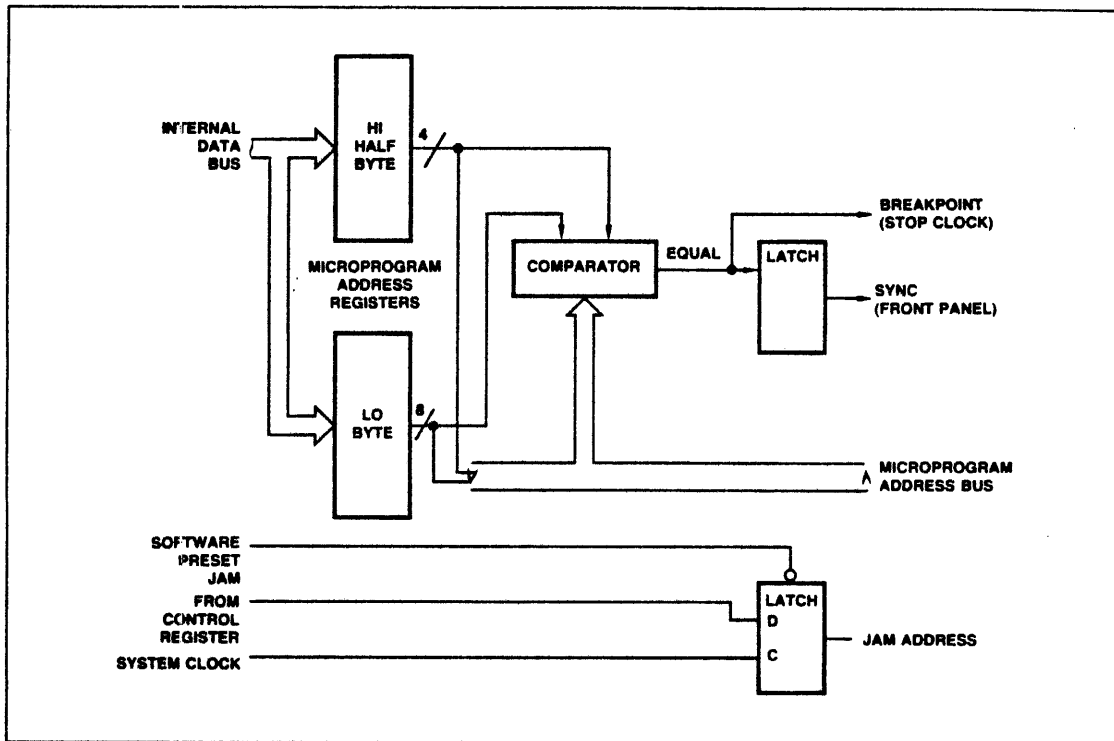 HI
HALF
BYTE
4
INTERNAL
DATA
BUS
BREAKPOINT
(STOP CLOCK)
EQUAL
LATCH
COMPARATOR
MICROPROGRAM
ADDRESS
REGISTERS
SYNC
(FRONT PANEL)
LO
BYTE
8
MICROPROGRAM
ADDRESS BUS
SOFTWARE
PRESET
JAM
FROM
CONTROL
REGISTER
SYSTEM CLOCK
LATCH
D
C
JAM ADDRESS